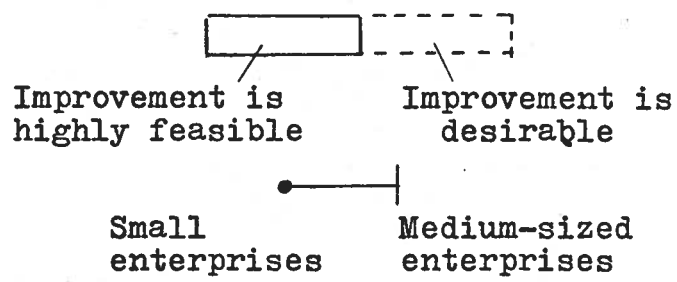 Improvement is
highly feasible
Improvement is
desirable
Small
enterprises
Medium-sized
enterprises